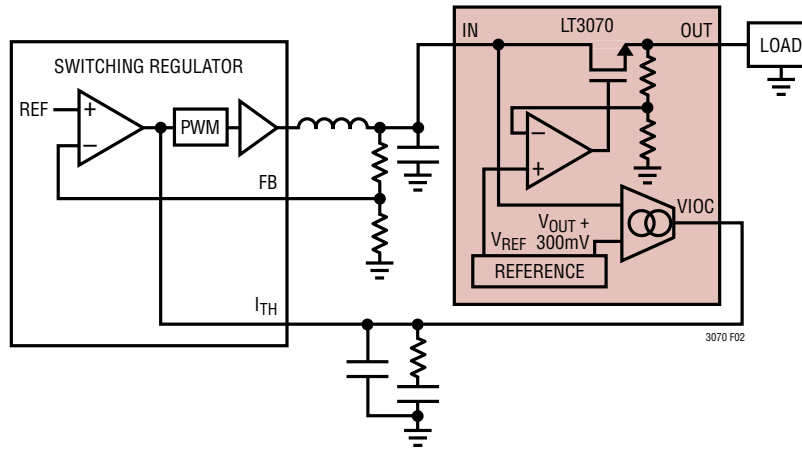 SWITCHING REGULATOR
REF
+
–
PWM
FB
I_TH
IN
LT3070
OUT
LOAD
–
+
VIOC
V_OUT +
300mV
V_REF
REFERENCE
3070 F02